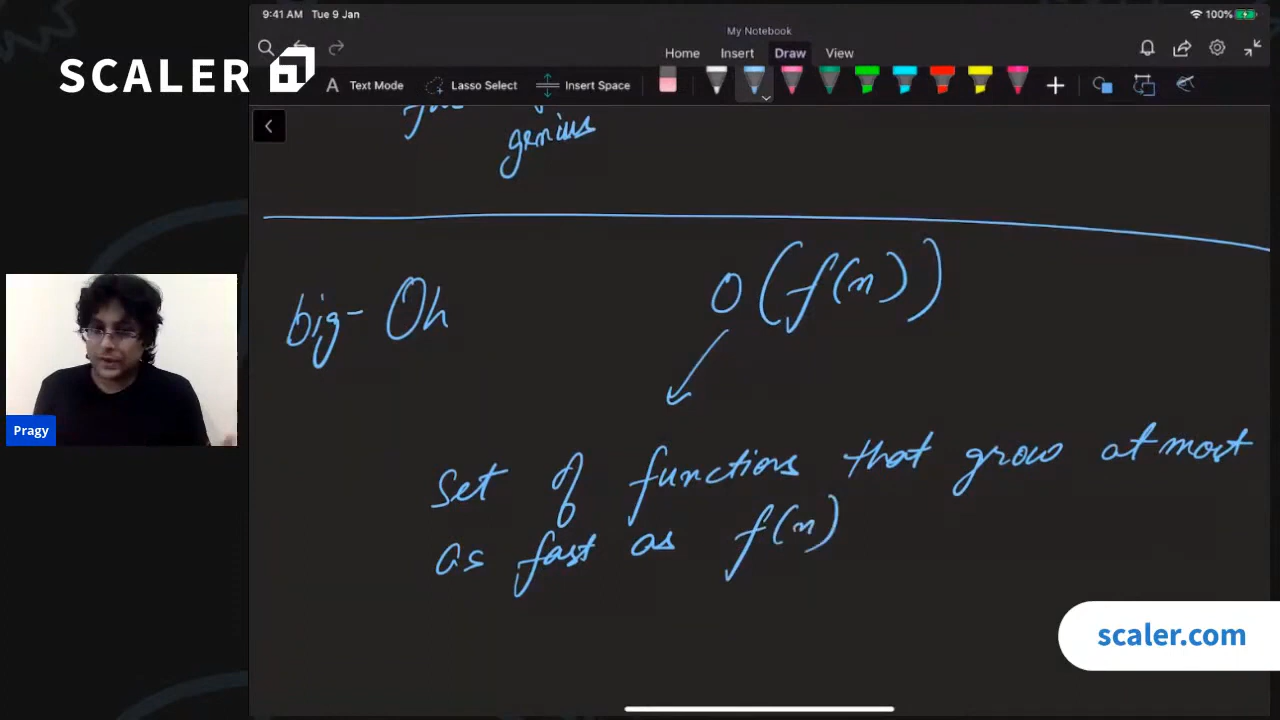 9:41 AM Tue 9 Jan
100%
My Notebook
SCALER
Home Insert Draw View
Text Mode Lasso Select Insert Space
genius
big-Oh O(f(n))
Set of functions that grow at most
as fast as f(n)
Pragy
scaler.com